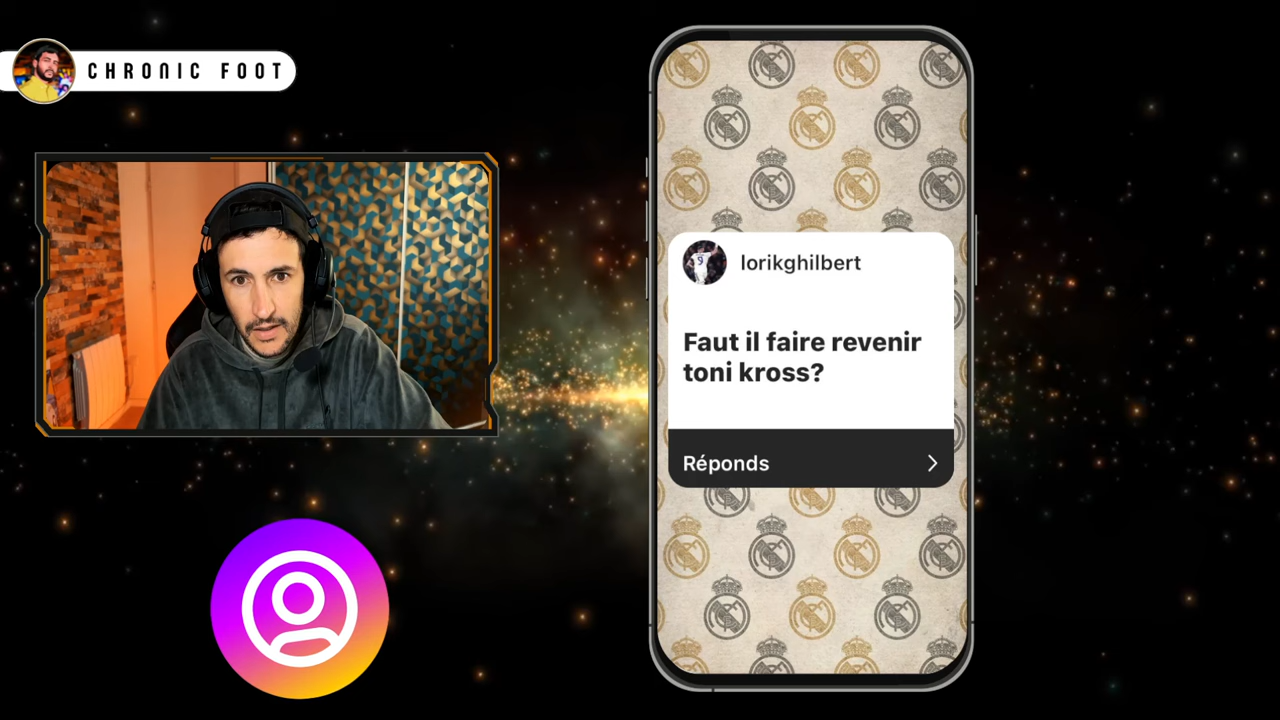 CHRONIC FOOT
lorikghilbert
Faut il faire revenir
toni kross?
Réponds